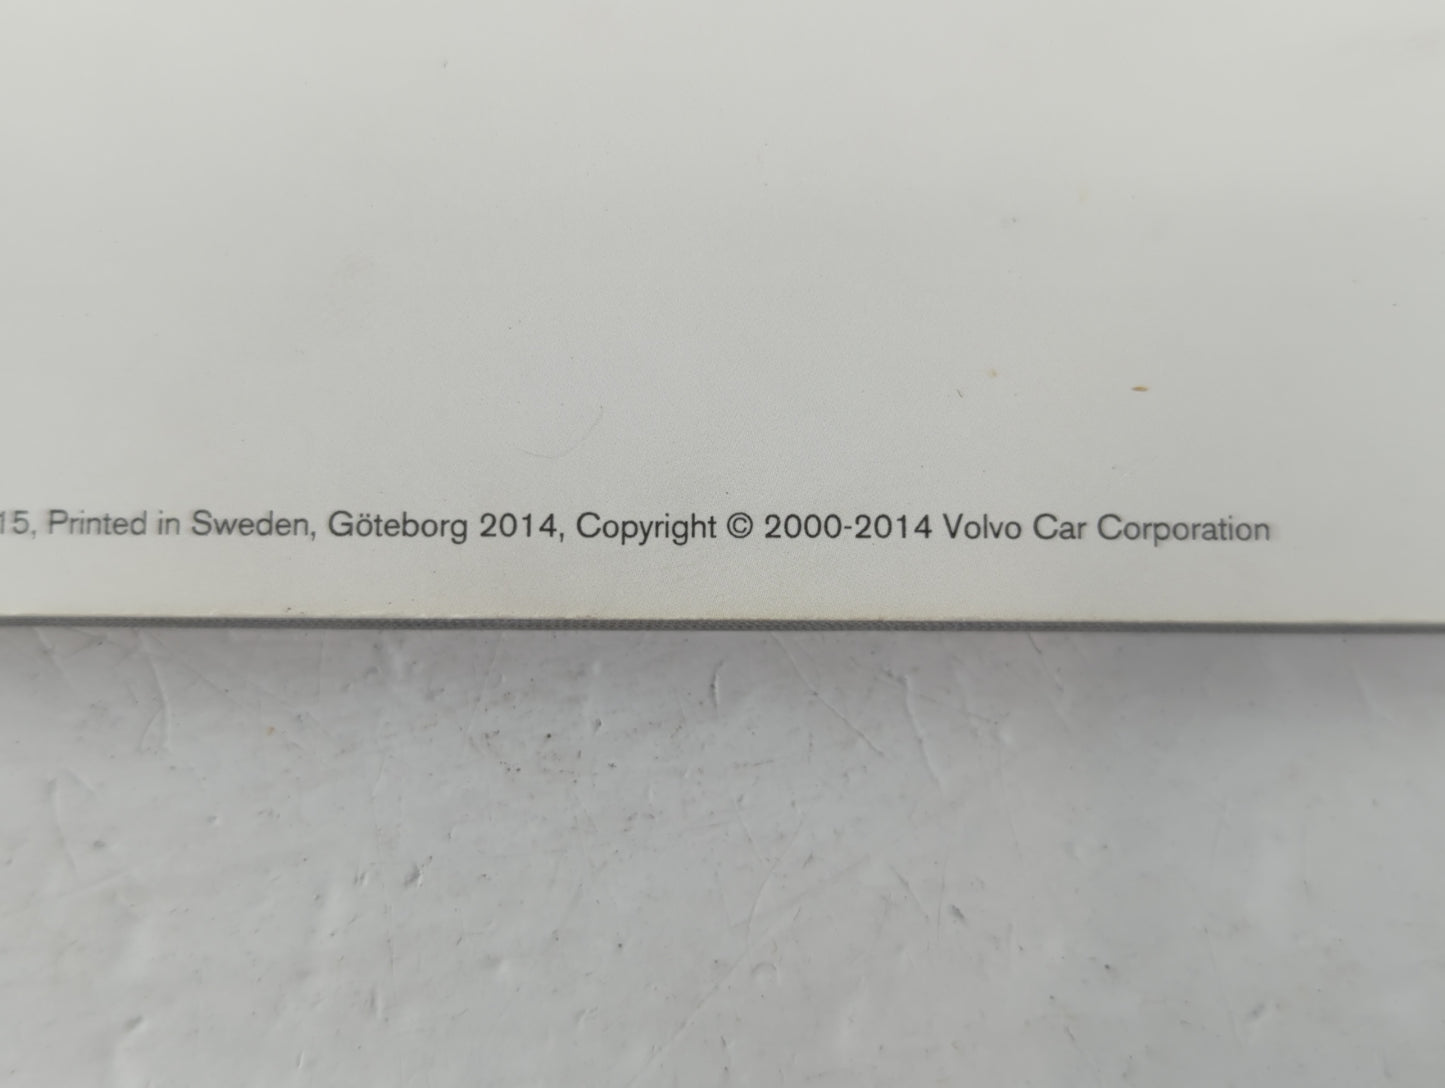 15, Printed in Sweden, Göteborg 2014, Copyright © 2000-2014 Volvo Car Corporation